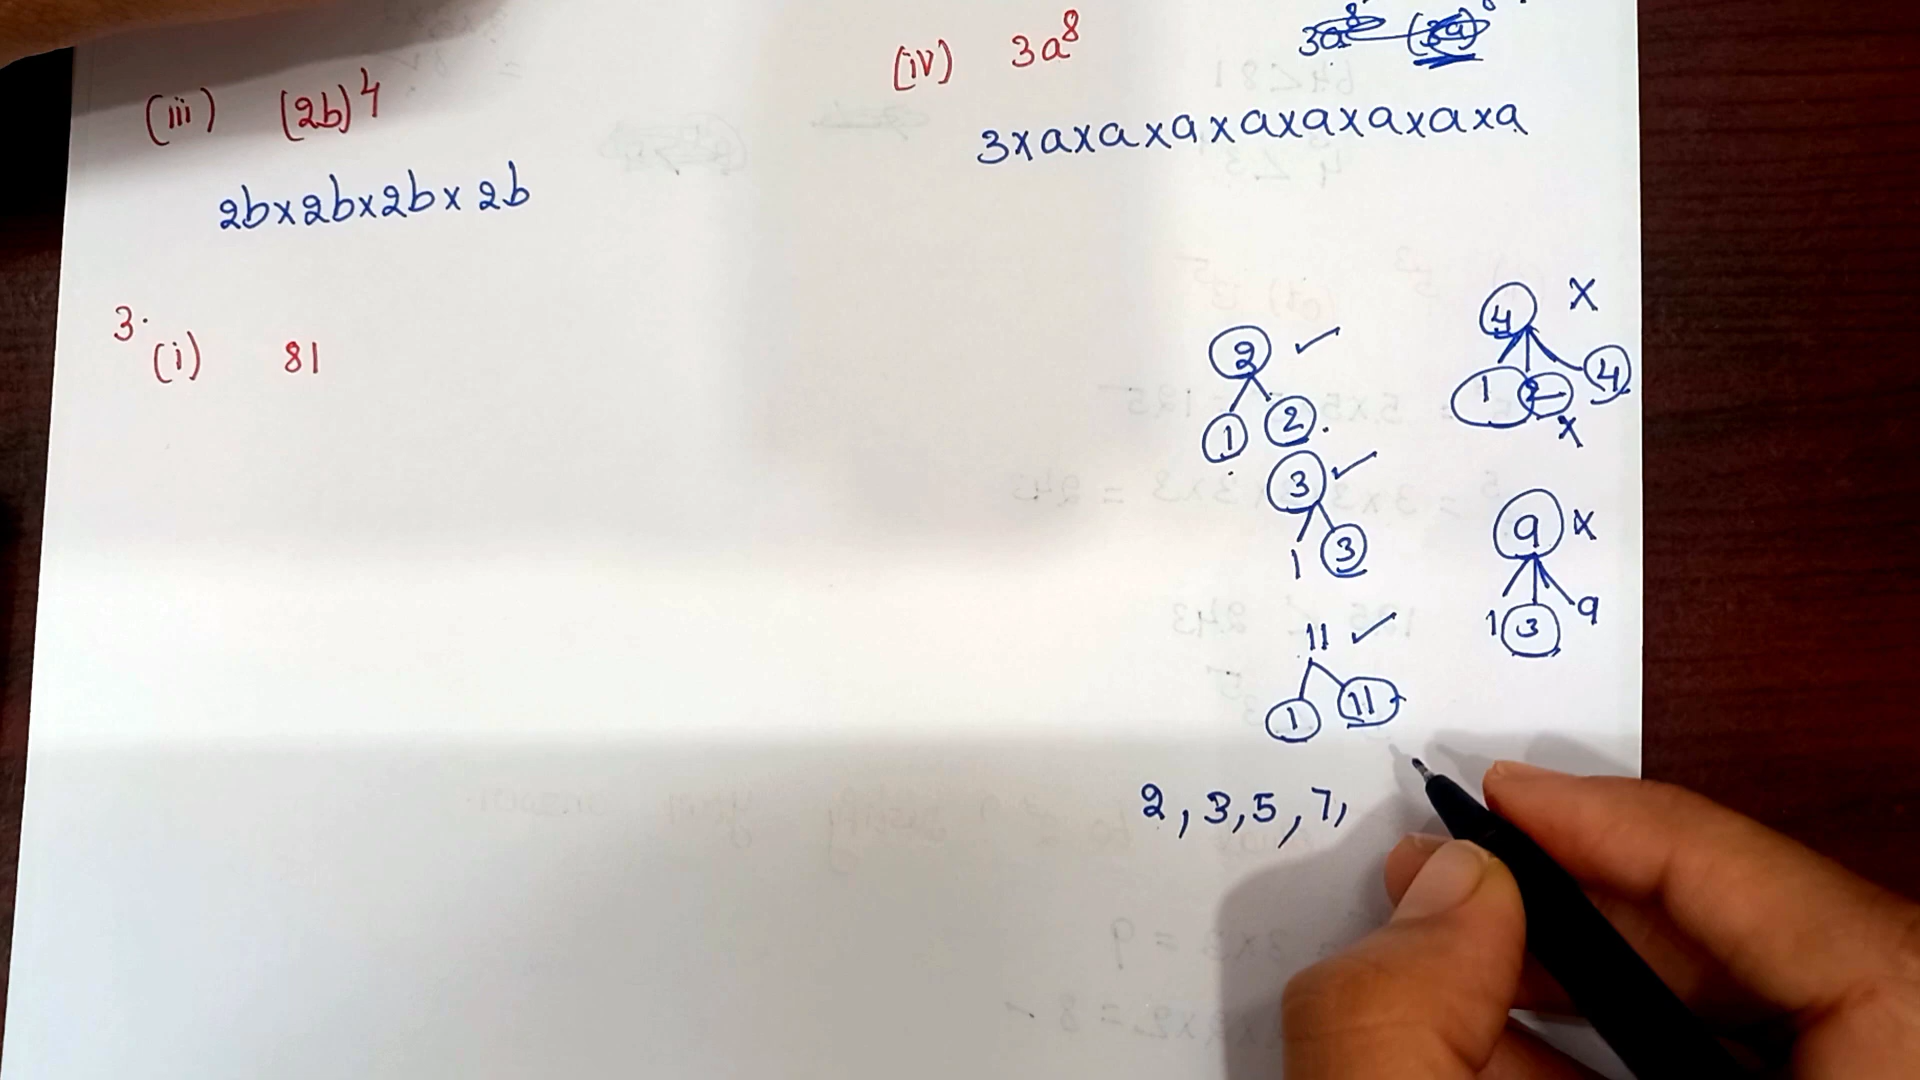 (iii) (2b)⁴
2b×2b×2b×2b
(iv) 3a⁸
3×a×a×a×a×a×a×a×a
3.
(i) 81
2 ✓
1 2.
3 ✓
1 3
11 ✓
1 11
4 ×
1 2 4
×
9 ×
1 3 9
2, 3, 5, 7,